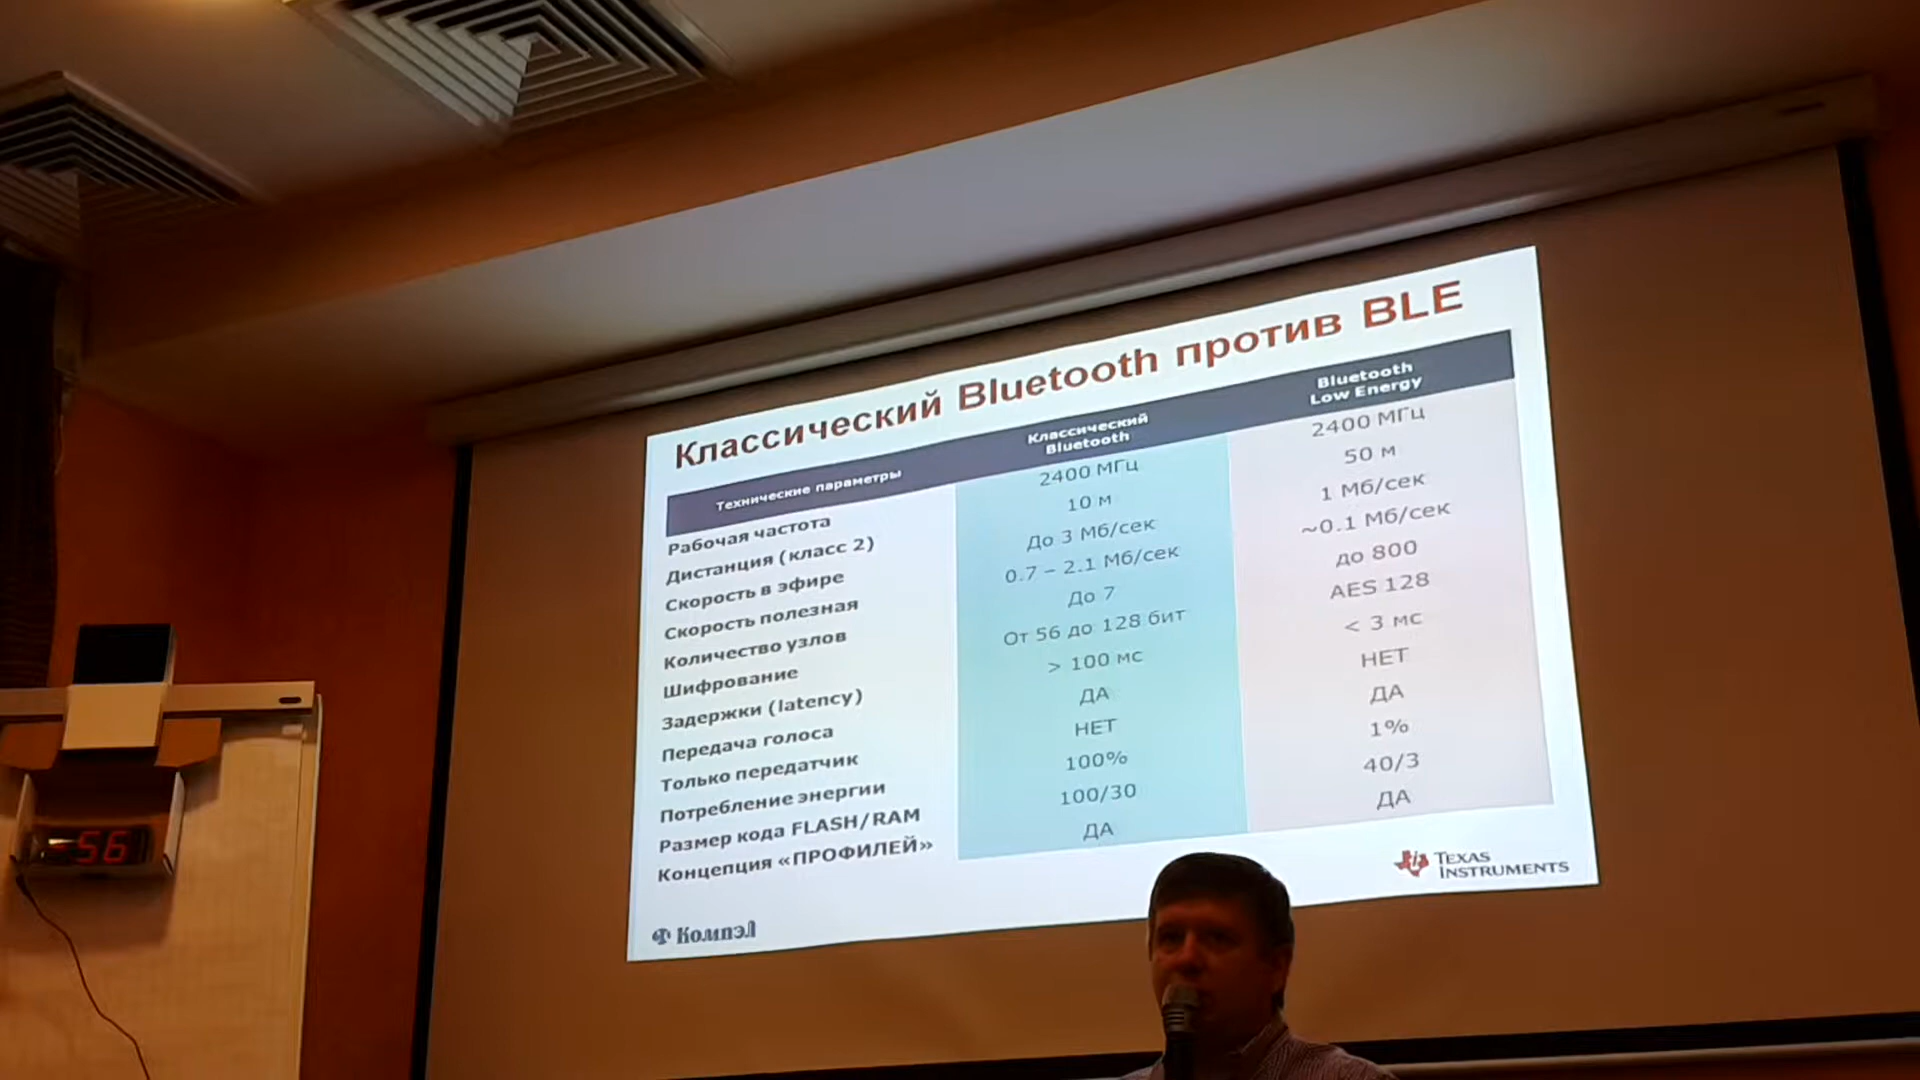 Классический Bluetooth против BLE
Технические параметры
Классический
Bluetooth
Bluetooth
Low Energy
Рабочая частота 2400 МГц 2400 МГц
Дистанция (класс 2) 10 м 50 м
Скорость в эфире До 3 Мб/сек 1 Мб/сек
Скорость полезная 0.7 – 2.1 Мб/сек ~0.1 Мб/сек
Количество узлов До 7 до 800
Шифрование От 56 до 128 бит AES 128
Задержки (latency) > 100 мс < 3 мс
Передача голоса ДА НЕТ
Только передатчик НЕТ ДА
Потребление энергии 100% 1%
Размер кода FLASH/RAM 100/30 40/3
Концепция «ПРОФИЛЕЙ» ДА ДА
Компэл
TEXAS
INSTRUMENTS
56